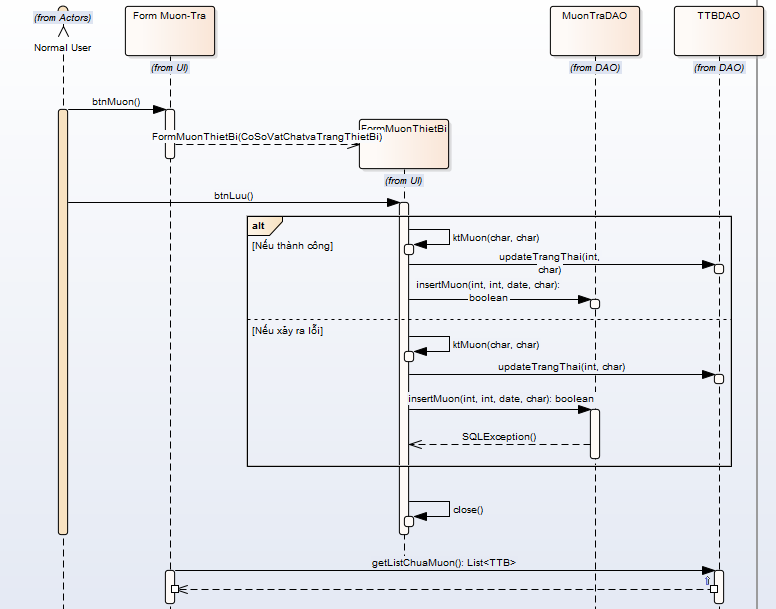 (from Actors)
Normal User
Form Muon-Tra
(from UI)
MuonTraDAO
(from DAO)
TTBDAO
(from DAO)
btnMuon()
FormMuonThietBi(CoSoVatChatvaTrangThietBi)
FormMuonThietBi
(from UI)
btnLuu()
alt
[Nếu thành công]
ktMuon(char, char)
updateTrangThai(int,
char)
insertMuon(int, int, date, char):
boolean
[Nếu xảy ra lỗi]
ktMuon(char, char)
updateTrangThai(int, char)
insertMuon(int, int, date, char): boolean
SQLException()
close()
getListChuaMuon(): List<TTB>